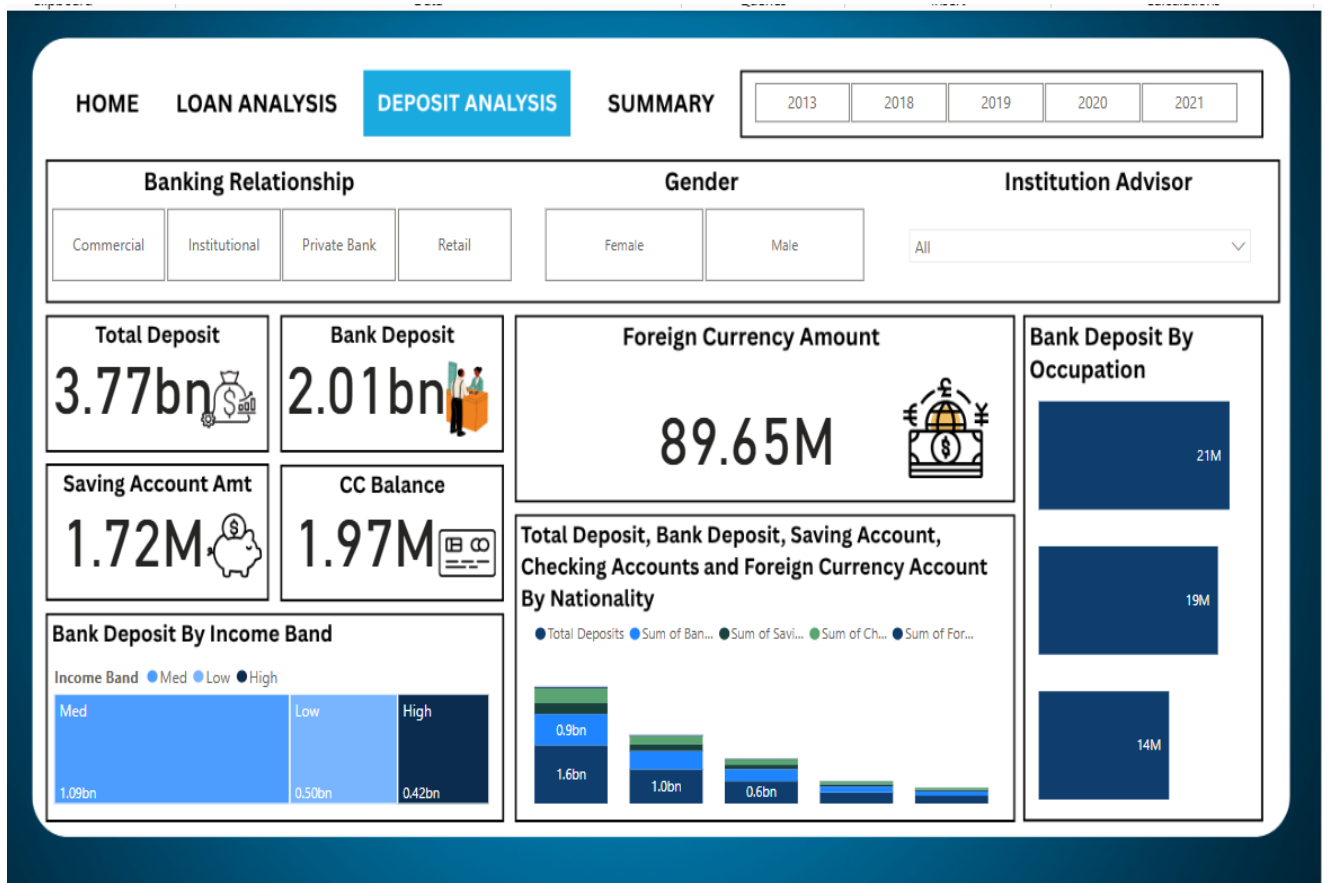 HOME LOAN ANALYSIS DEPOSIT ANALYSIS SUMMARY 2013 2018 2019 2020 2021
Banking Relationship Gender Institution Advisor
Commercial Institutional Private Bank Retail Female Male All
Total Deposit
3.77bn
Bank Deposit
2.01bn
Foreign Currency Amount
89.65M
Bank Deposit By
Occupation
21M
19M
14M
Saving Account Amt
1.72M
CC Balance
1.97M
Total Deposit, Bank Deposit, Saving Account,
Checking Accounts and Foreign Currency Account
By Nationality
Total Deposits Sum of Ban... Sum of Savi... Sum of Ch... Sum of For...
0.9bn
1.6bn 1.0bn 0.6bn
Bank Deposit By Income Band
Income Band Med Low High
Med Low High
1.09bn 0.50bn 0.42bn